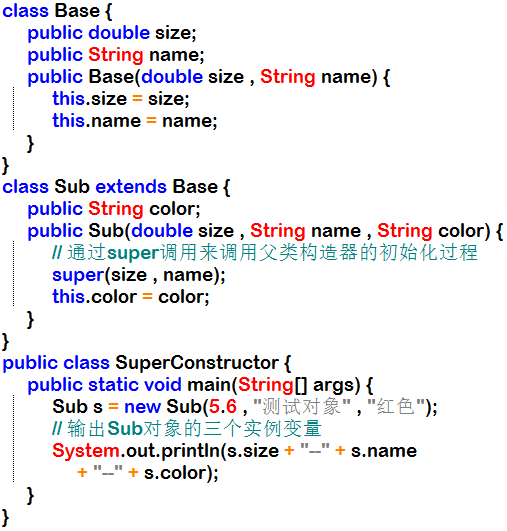 class Base {
public double size;
public String name;
public Base(double size , String name) {
this.size = size;
this.name = name;
}
}
class Sub extends Base {
public String color;
public Sub(double size , String name , String color) {
// 通过super调用来调用父类构造器的初始化过程
super(size , name);
this.color = color;
}
}
public class SuperConstructor {
public static void main(String[] args) {
Sub s = new Sub(5.6 , "测试对象" , "红色");
// 输出Sub对象的三个实例变量
System.out.println(s.size + "--" + s.name
+ "--" + s.color);
}
}